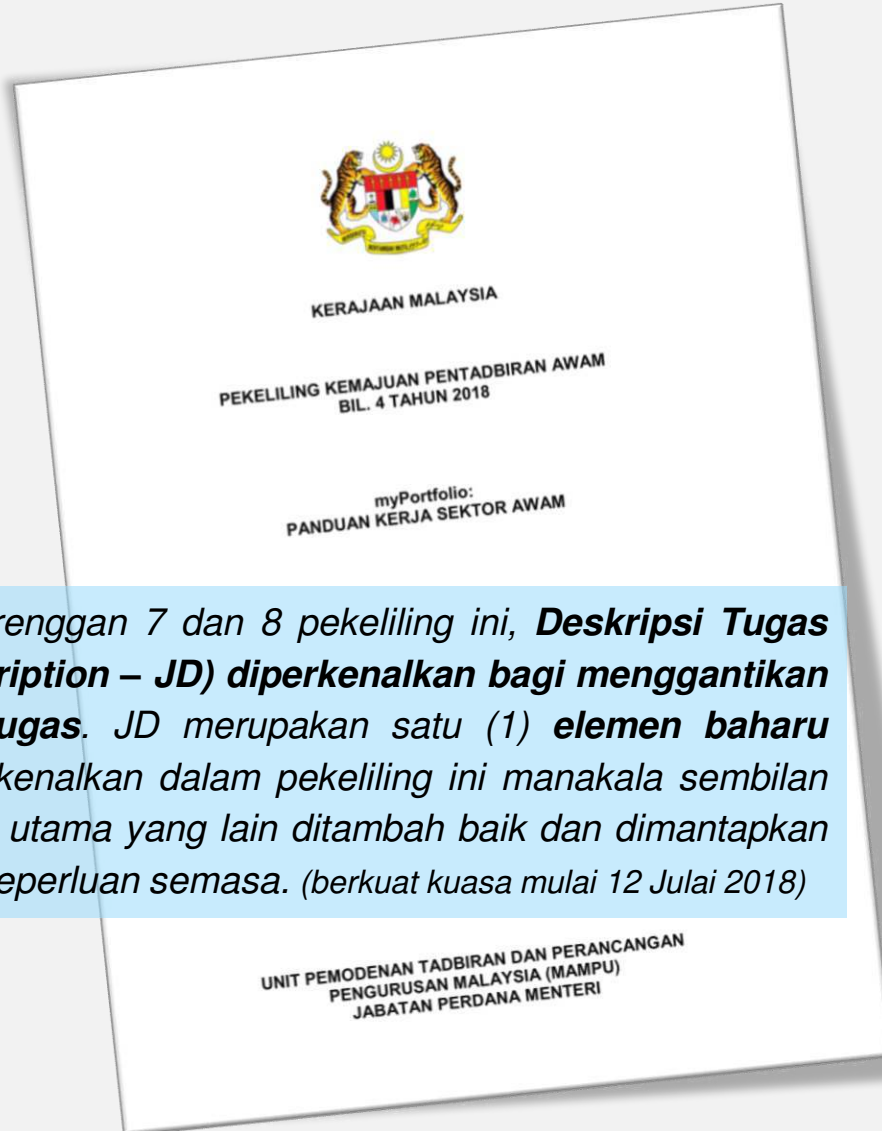 KERAJAAN MALAYSIA
PEKELILING KEMAJUAN PENTADBIRAN AWAM
BIL. 4 TAHUN 2018
myPortfolio:
PANDUAN KERJA SEKTOR AWAM
renggan 7 dan 8 pekeliling ini, Deskripsi Tugas
ription – JD) diperkenalkan bagi menggantikan
ugas. JD merupakan satu (1) elemen baharu
kenalkan dalam pekeliling ini manakala sembilan
utama yang lain ditambah baik dan dimantapkan
eperluan semasa. (berkuat kuasa mulai 12 Julai 2018)
UNIT PEMODENAN TADBIRAN DAN PERANCANGAN
PENGURUSAN MALAYSIA (MAMPU)
JABATAN PERDANA MENTERI